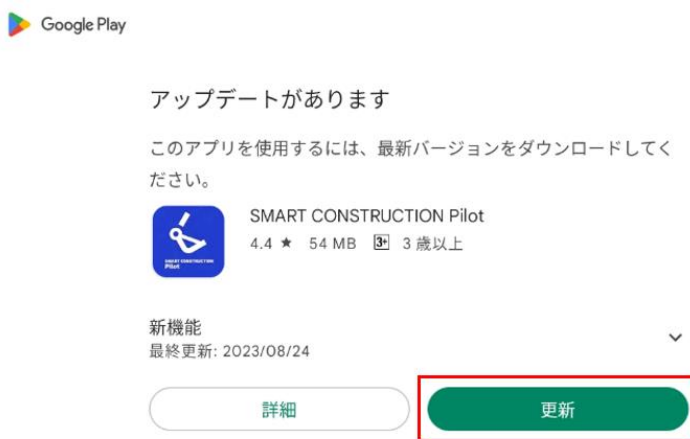 Google Play
アップデートがあります
このアプリを使用するには、最新バージョンをダウンロードしてく
ださい。
SMART CONSTRUCTION Pilot
4.4 ★ 54 MB 3+ 3 歳以上
SMART CONSTRUCTION
Pilot
新機能
最終更新: 2023/08/24
詳細
更新